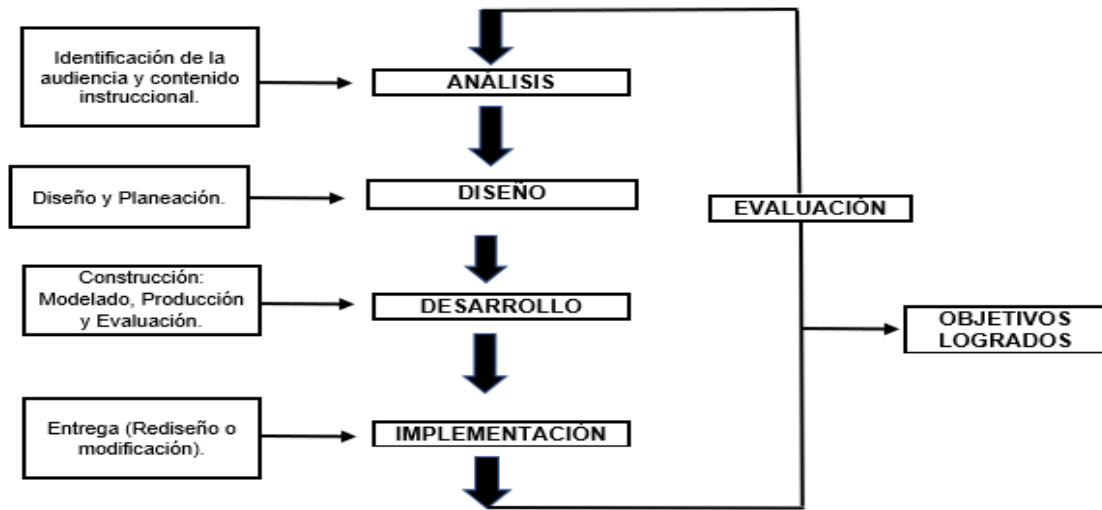 Identificación de la
audiencia y contenido
instruccional.
ANÁLISIS
Diseño y Planeación.
DISEÑO
EVALUACIÓN
Construcción:
Modelado, Producción
y Evaluación.
DESARROLLO
OBJETIVOS
LOGRADOS
Entrega (Rediseño o
modificación).
IMPLEMENTACIÓN